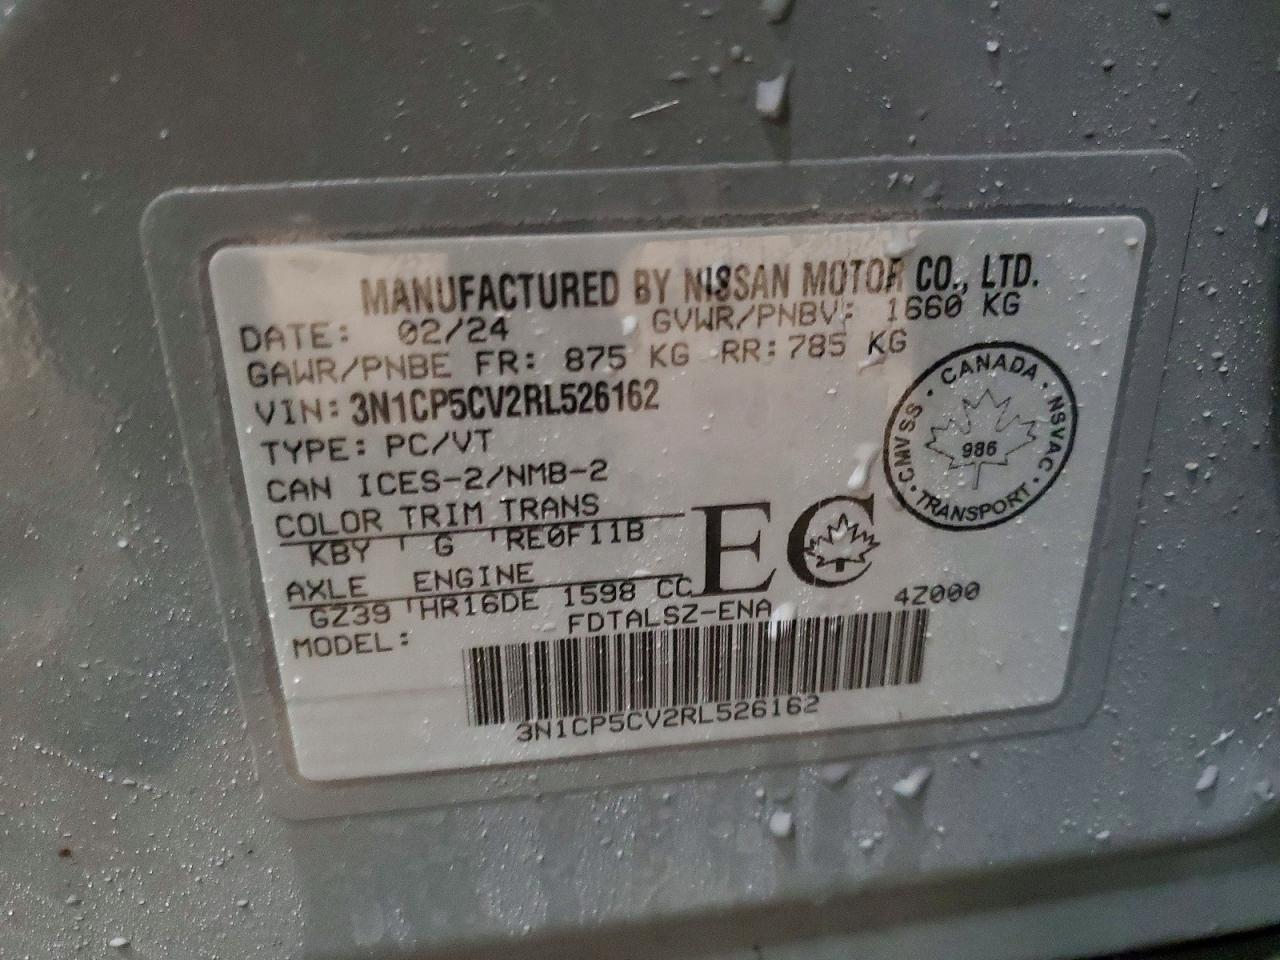 MANUFACTURED BY NISSAN MOTOR CO., LTD.
DATE: 02/24 GVWR/PNBV: 1660 KG
GAWR/PNBE FR: 875 KG RR: 785 KG
VIN: 3N1CP5CV2RL526162
TYPE: PC/VT
CAN ICES-2/NMB-2
COLOR TRIM TRANS
KBY G RE0F11B
AXLE ENGINE
GZ39 HR16DE 1598 CC
MODEL: FDTALSZ-ENA 4Z000
3N1CP5CV2RL526162
EC
CANADA · NSVAC · TRANSPORT · CMVSS ·
986